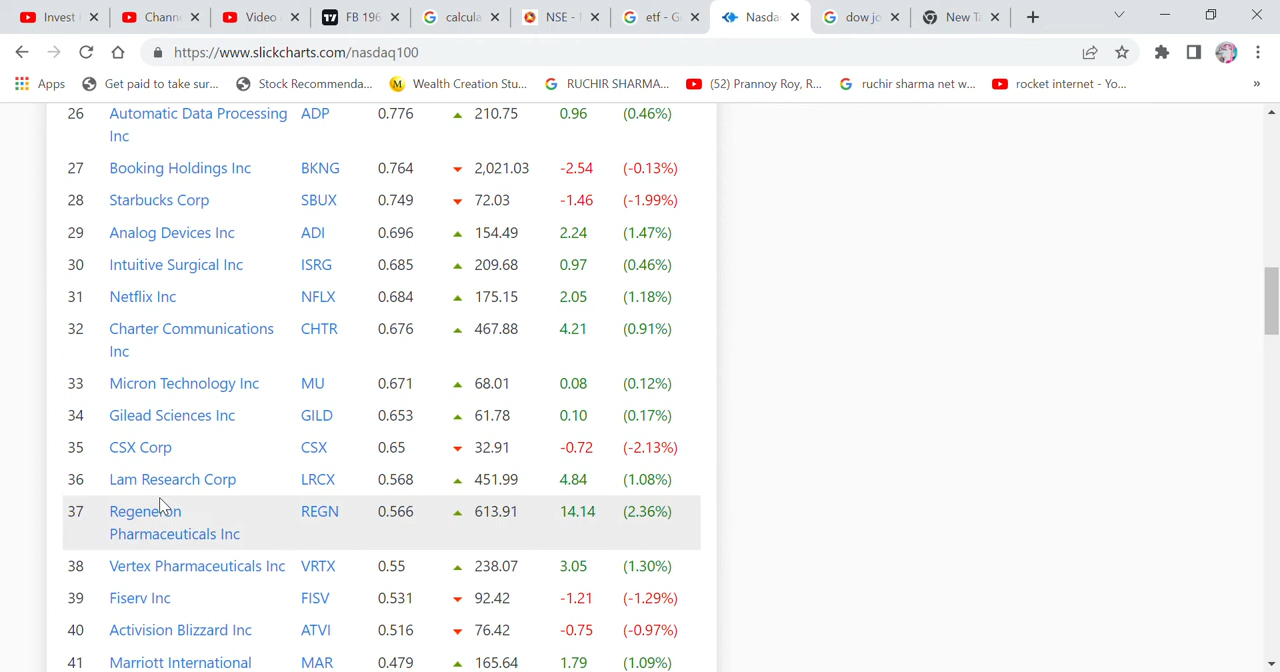 Invest
Chann
Video
FB 196
calcula
NSE -
etf - G
Nasda
dow jo
New Ta
https://www.slickcharts.com/nasdaq100
Apps
Get paid to take sur...
Stock Recommenda...
Wealth Creation Stu...
RUCHIR SHARMA...
(52) Prannoy Roy, R...
ruchir sharma net w...
rocket internet - Yo...
»
26 Automatic Data Processing ADP 0.776 210.75 0.96 (0.46%)
Inc
27 Booking Holdings Inc BKNG 0.764 2,021.03 -2.54 (-0.13%)
28 Starbucks Corp SBUX 0.749 72.03 -1.46 (-1.99%)
29 Analog Devices Inc ADI 0.696 154.49 2.24 (1.47%)
30 Intuitive Surgical Inc ISRG 0.685 209.68 0.97 (0.46%)
31 Netflix Inc NFLX 0.684 175.15 2.05 (1.18%)
32 Charter Communications CHTR 0.676 467.88 4.21 (0.91%)
Inc
33 Micron Technology Inc MU 0.671 68.01 0.08 (0.12%)
34 Gilead Sciences Inc GILD 0.653 61.78 0.10 (0.17%)
35 CSX Corp CSX 0.65 32.91 -0.72 (-2.13%)
36 Lam Research Corp LRCX 0.568 451.99 4.84 (1.08%)
37 Regeneron REGN 0.566 613.91 14.14 (2.36%)
Pharmaceuticals Inc
38 Vertex Pharmaceuticals Inc VRTX 0.55 238.07 3.05 (1.30%)
39 Fiserv Inc FISV 0.531 92.42 -1.21 (-1.29%)
40 Activision Blizzard Inc ATVI 0.516 76.42 -0.75 (-0.97%)
41 Marriott International MAR 0.479 165.64 1.79 (1.09%)